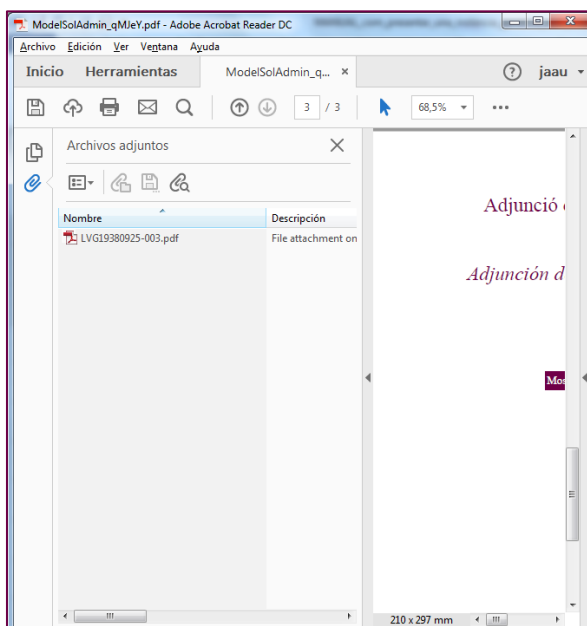 ModelSolAdmin_qMJeY.pdf - Adobe Acrobat Reader DC
Archivo Edición Ver Ventana Ayuda
Inicio Herramientas ModelSolAdmin_q... × ? jaau
3 / 3 68,5%
Archivos adjuntos
Nombre Descripción
LVG19380925-003.pdf File attachment on
Adjunció
Adjunción d
Mos
210 x 297 mm